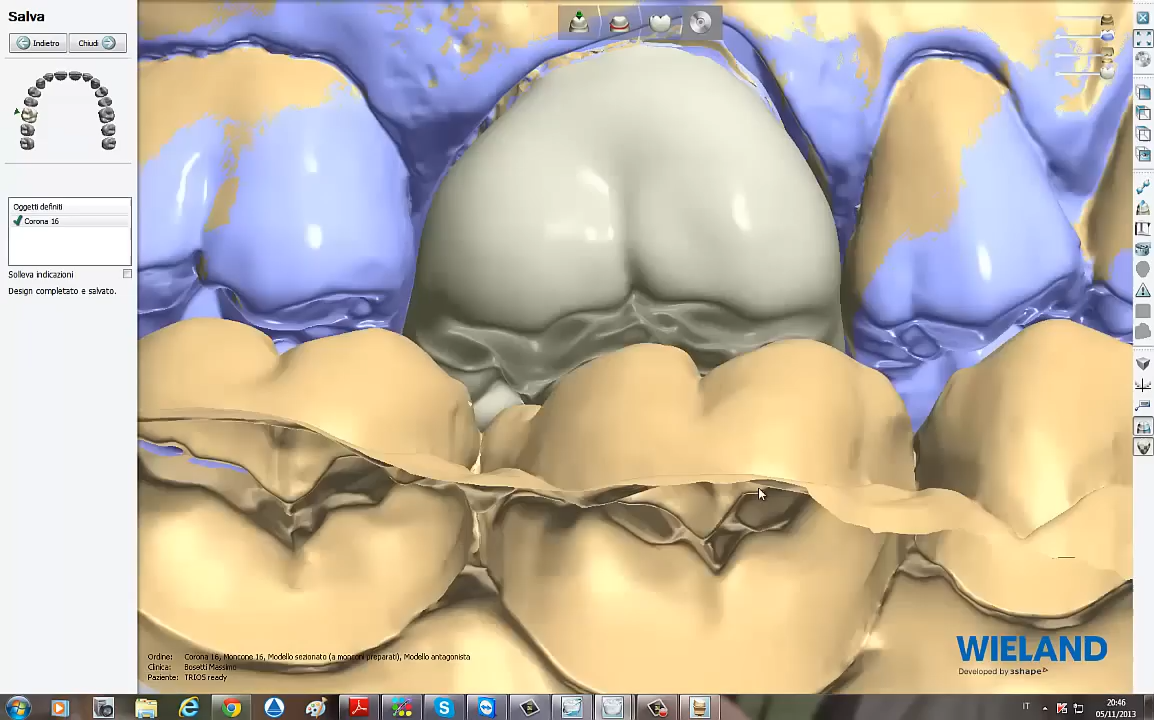 Salva
Indietro
Chiudi
Oggetti definiti
Corona 16
Solleva indicazioni
Design completato e salvato.
WIELAND
Developed by 3shape
Ordine: Corona 16, Moncone 16, Modello sezionato (a monconi preparati), Modello antagonista
Clinica: Bosetti Massimo
Paziente: TRIOS ready
IT
20:46
05/11/2013